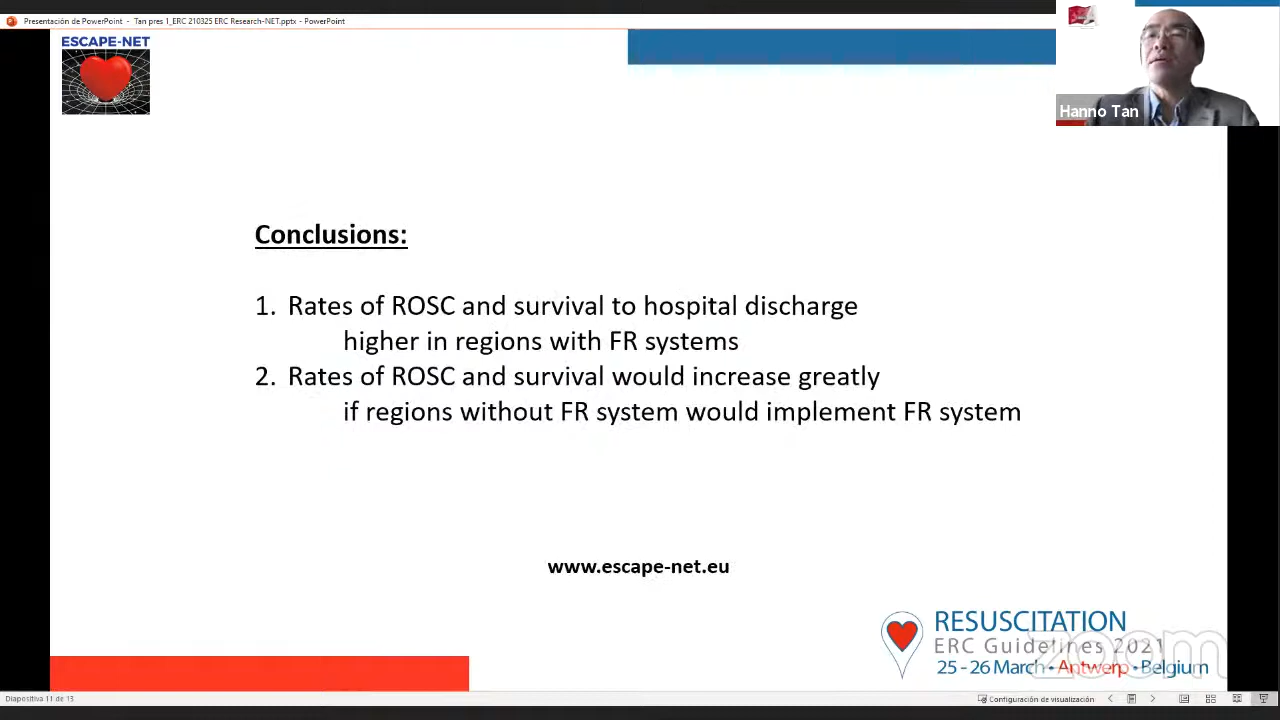 Presentación de PowerPoint - Tan pres 1_ERC 210325 ERC Research-NET.pptx - PowerPoint
ESCAPE-NET
Hanno Tan
Conclusions:
1. Rates of ROSC and survival to hospital discharge
higher in regions with FR systems
2. Rates of ROSC and survival would increase greatly
if regions without FR system would implement FR system
www.escape-net.eu
RESUSCITATION
ERC Guidelines 2021
zoom
25 - 26 March • Antwerp • Belgium
Diapositiva 11 de 13
Configuración de visualización